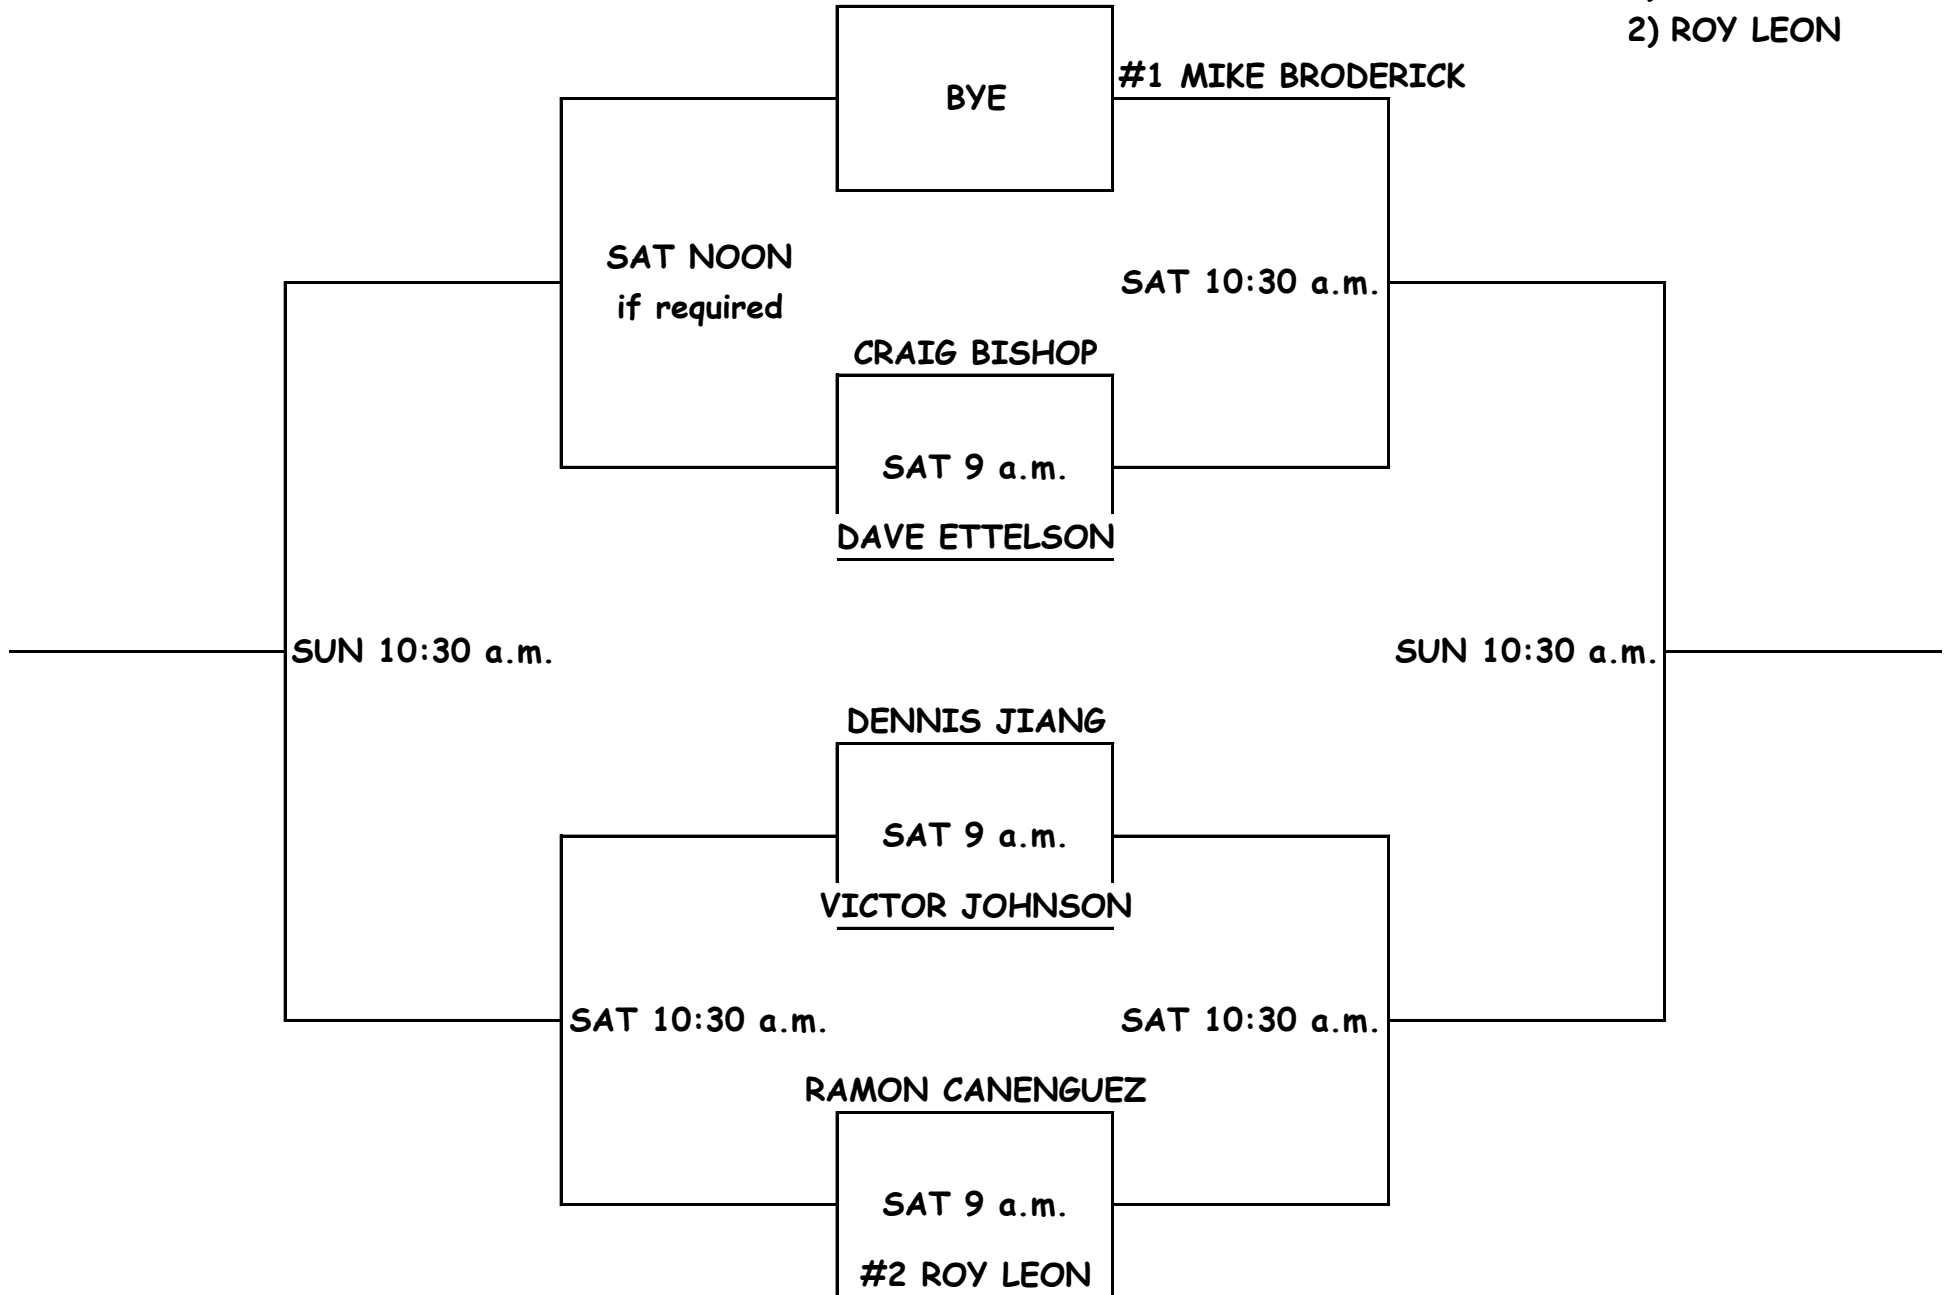 2) ROY LEON
#1 MIKE BRODERICK
BYE
SAT NOON
if required
SAT 10:30 a.m.
CRAIG BISHOP
SAT 9 a.m.
DAVE ETTELSON
SUN 10:30 a.m.
SUN 10:30 a.m.
DENNIS JIANG
SAT 9 a.m.
VICTOR JOHNSON
SAT 10:30 a.m.
SAT 10:30 a.m.
RAMON CANENGUEZ
SAT 9 a.m.
#2 ROY LEON